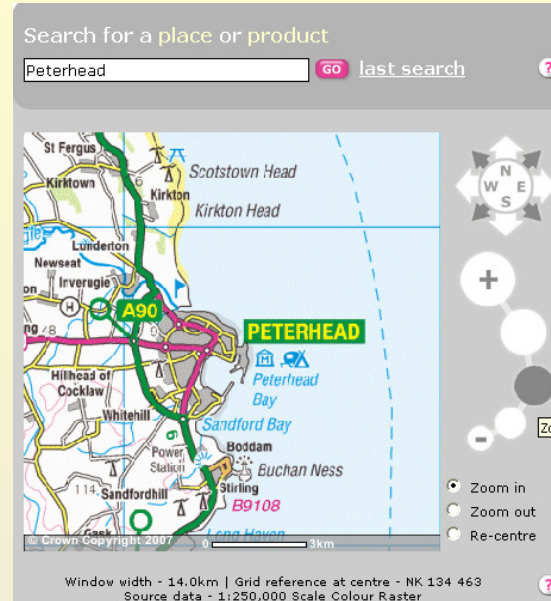 Search for a place or product
Peterhead GO last search ?
St Fergus
Scotstown Head
Kirktown
6
Kirkton
Kirkton Head
Lunderton
Newseat
Inverugie
H
A90
48
PETERHEAD
Peterhead
Bay
Hillhead of
Cocklaw
Whitehill
Sandford Bay
Boddam
Power
Station
Buchan Ness
114
Sandfordhill
Stirling
B9108
Long Haven
© Crown Copyright 2007
0 3km
N
W E
S
+
-
Zoom in
Zoom out
Re-centre
Window width - 14.0km | Grid reference at centre - NK 134 463
Source data - 1:250,000 Scale Colour Raster
?